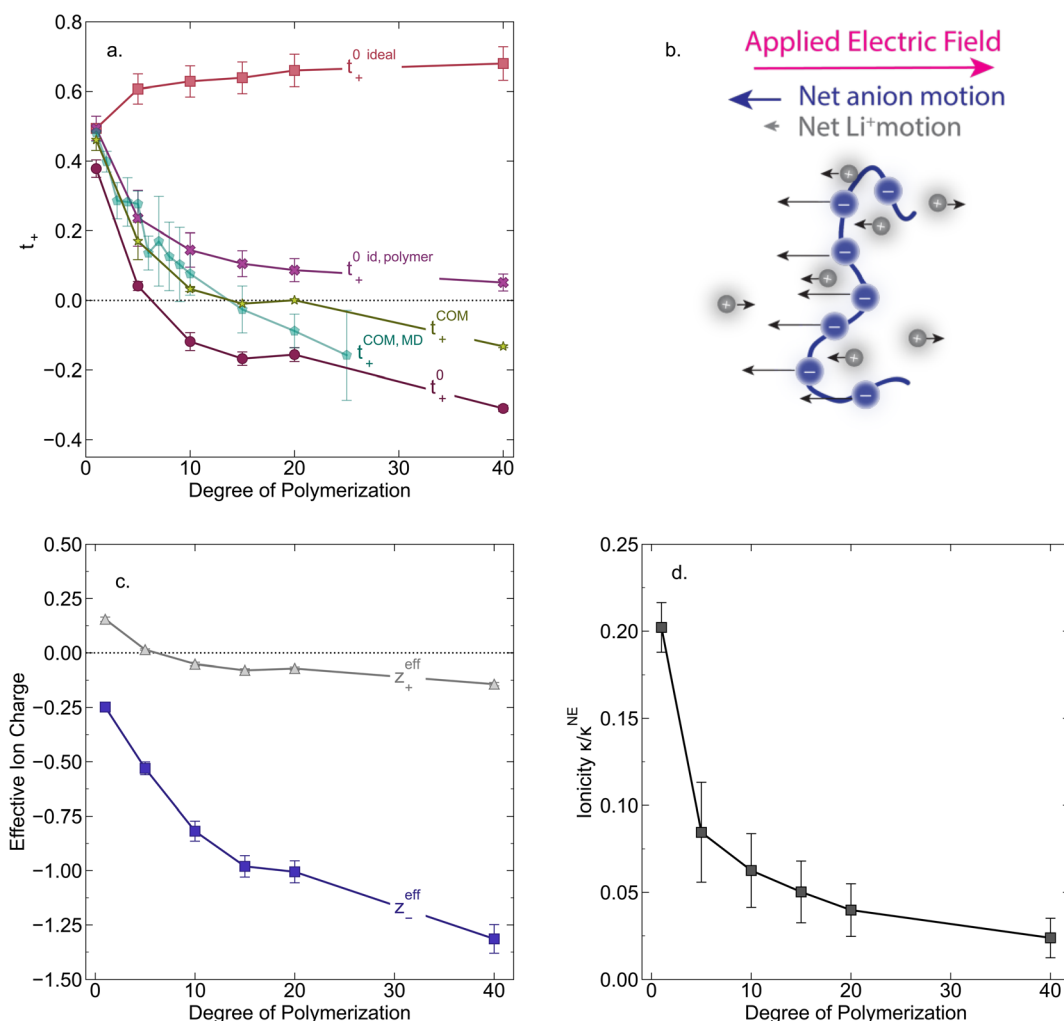 a.
0.8
0.6
0.4
0.2
0.0
−0.2
−0.4
t+
t+^0 ideal
t+^0 id, polymer
t+^COM
t+^COM, MD
t+^0
0 10 20 30 40
Degree of Polymerization
b.
Applied Electric Field
Net anion motion
Net Li+motion
+
−
−
+
+
+
−
+
−
+
−
+
+
−
−
c.
0.50
0.25
0.00
−0.25
−0.50
−0.75
−1.00
−1.25
−1.50
Effective Ion Charge
z+^eff
z−^eff
0 10 20 30 40
Degree of Polymerization
d.
0.25
0.20
0.15
0.10
0.05
0.00
Ionicity κ/κ^NE
0 10 20 30 40
Degree of Polymerization